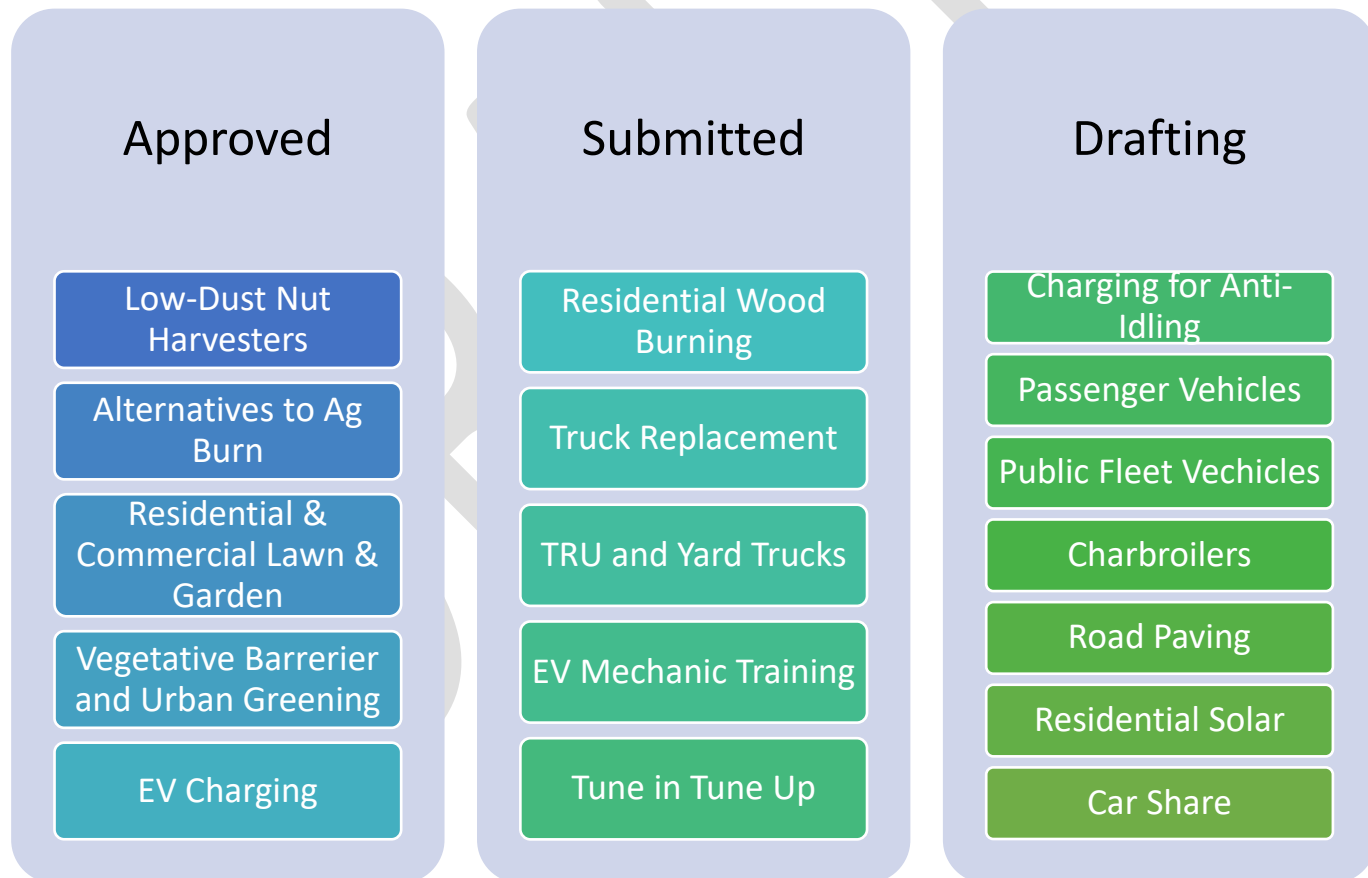 Approved
Low-Dust Nut
Harvesters
Alternatives to Ag
Burn
Residential &
Commercial Lawn &
Garden
Vegetative Barrerier
and Urban Greening
EV Charging
Submitted
Residential Wood
Burning
Truck Replacement
TRU and Yard Trucks
EV Mechanic Training
Tune in Tune Up
Drafting
Charging for Anti-
Idling
Passenger Vehicles
Public Fleet Vechicles
Charbroilers
Road Paving
Residential Solar
Car Share